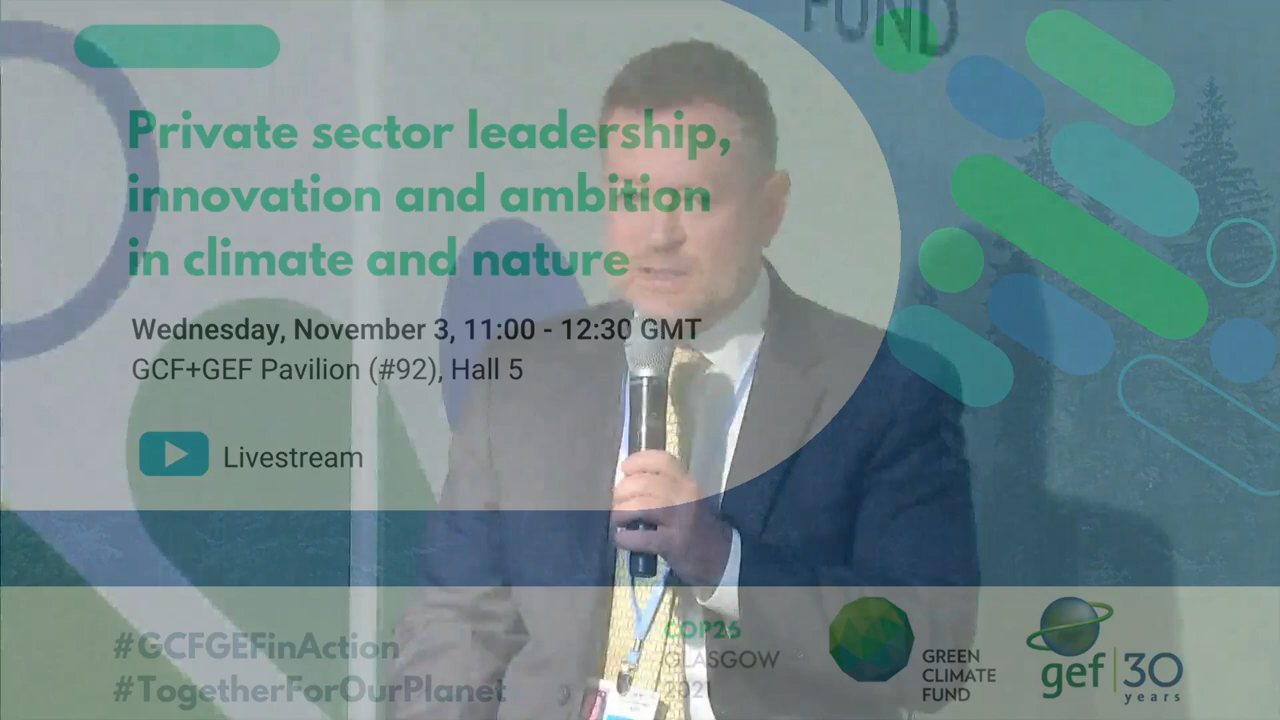 FUND
Private sector leadership,
innovation and ambition
in climate and nature
Wednesday, November 3, 11:00 - 12:30 GMT
GCF+GEF Pavilion (#92), Hall 5
Livestream
#GCFGEFinAction
#TogetherForOurPlanet
COP26
GLASGOW
2021
GREEN
CLIMATE
FUND
gef
30
years